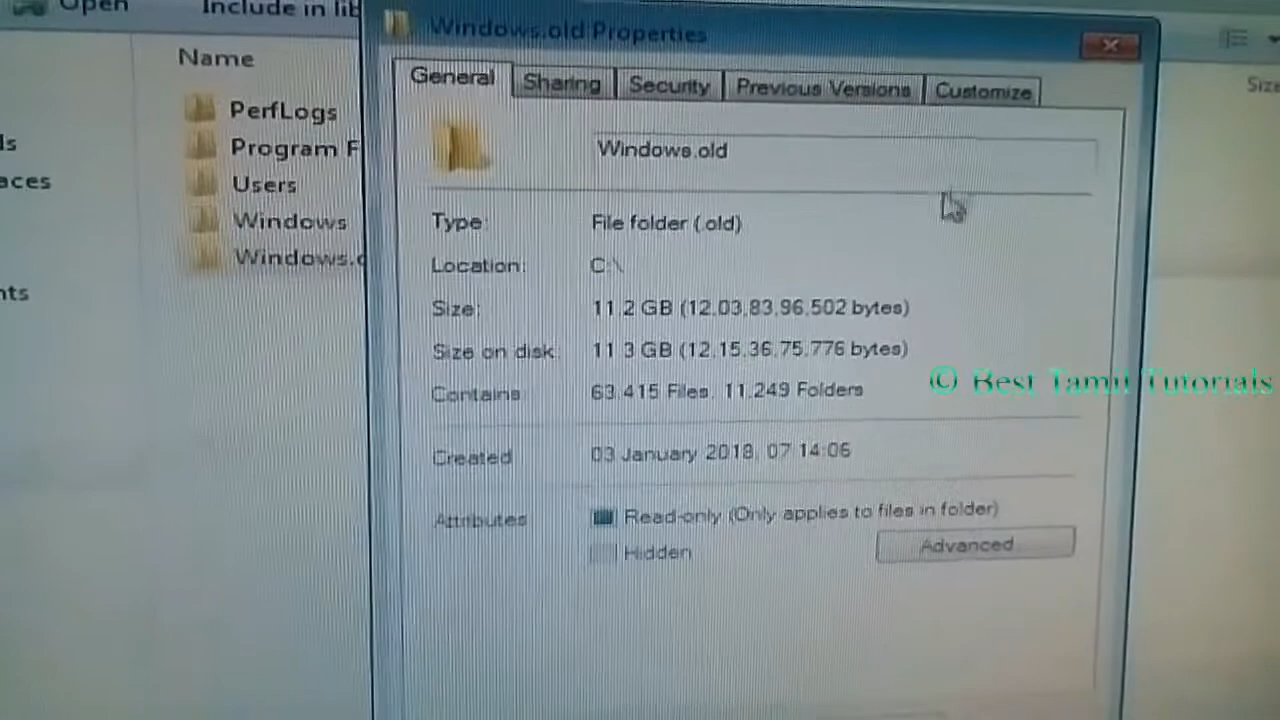 Open
Include in lib
Name
Size
PerfLogs
Program F
Users
Windows
Windows.o
ls
aces
nts
Windows.old Properties
General
Sharing
Security
Previous Versions
Customize
Windows.old
Type:
File folder (.old)
Location:
C:\
Size:
11.2 GB (12,03,83,96,502 bytes)
Size on disk:
11.3 GB (12,15,36,75,776 bytes)
Contains:
63,415 Files, 11,249 Folders
Created:
03 January 2018, 07:14:06
Attributes:
Read-only (Only applies to files in folder)
Hidden
Advanced
© Best Tamil Tutorials